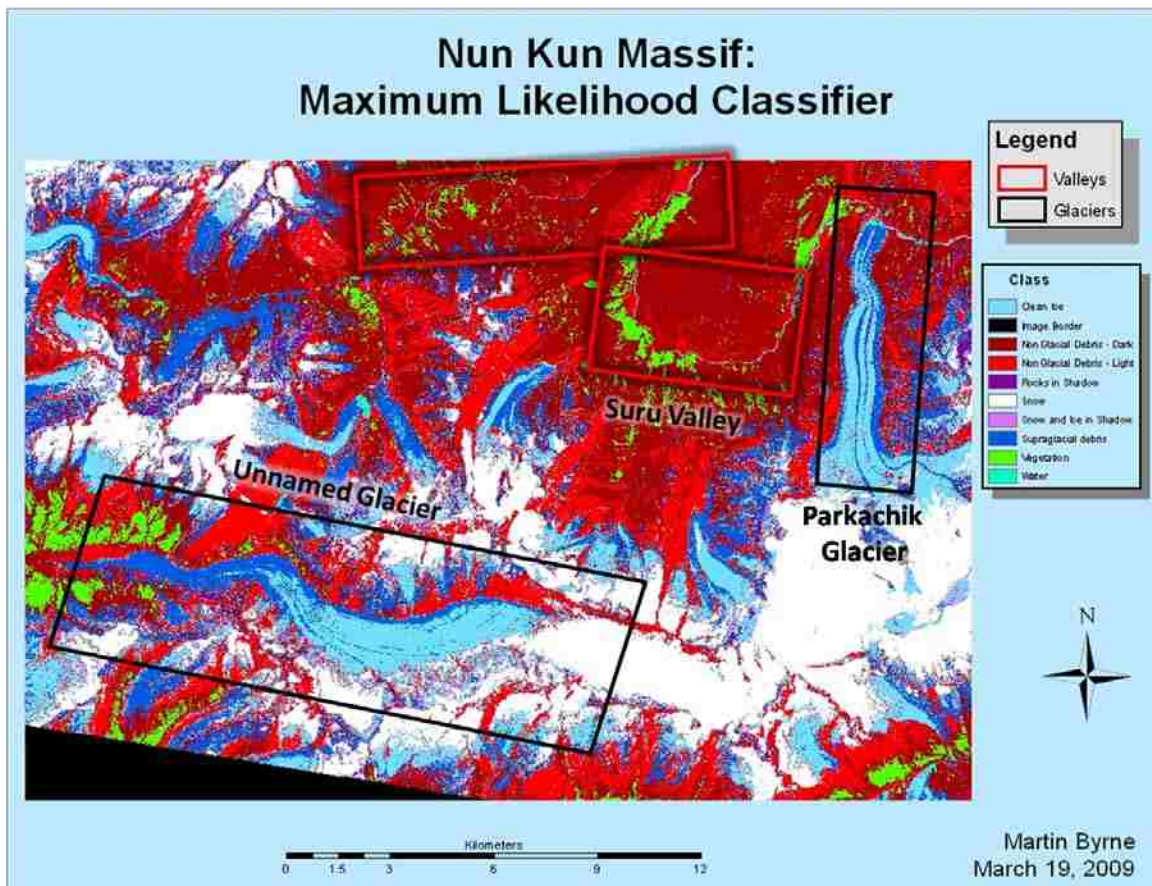 Nun Kun Massif:
Maximum Likelihood Classifier
Legend
Valleys
Glaciers
Class
Clean Ice
Image Border
Non Glacial Debris - Dark
Non Glacial Debris - Light
Rocks in Shadow
Snow
Snow and Ice in Shadow
Supraglacial debris
Vegetation
Water
Suru Valley
Unnamed Glacier
Parkachik
Glacier
N
Kilometers
0 1.5 3 6 9 12
Martin Byrne
March 19, 2009